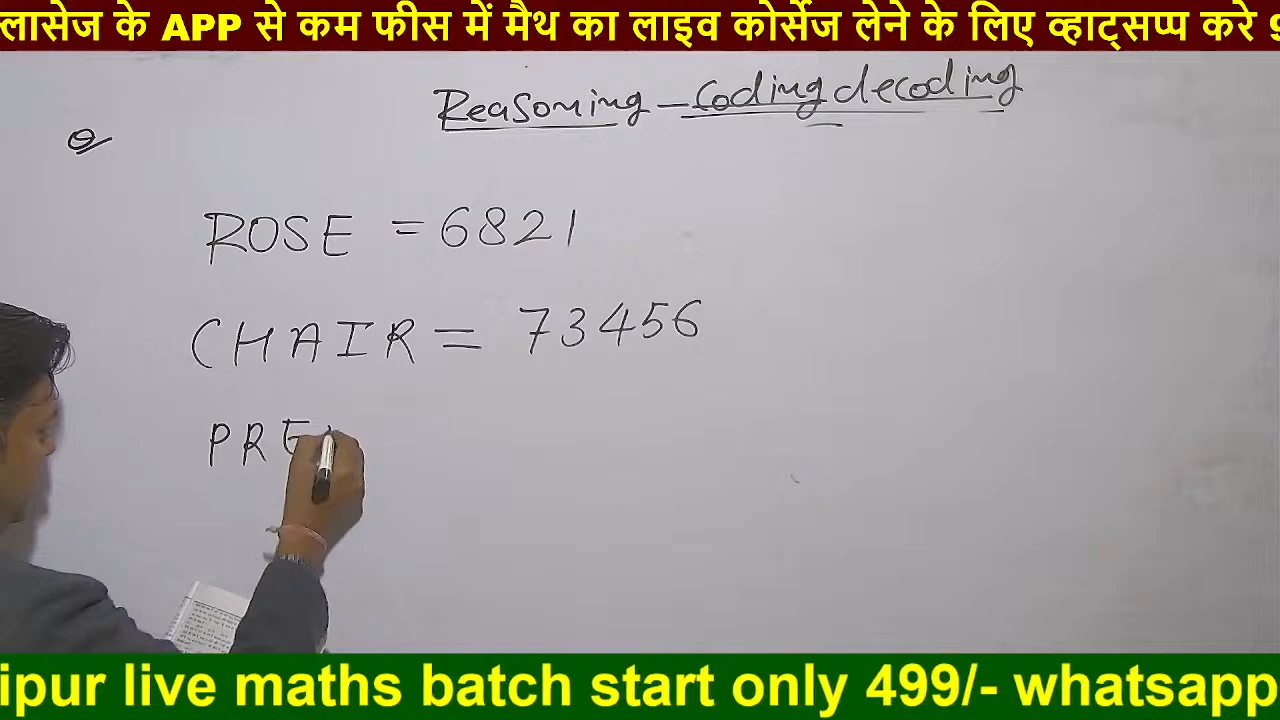 लासेज के APP से कम फीस में मैथ का लाइव कोर्सेज लेने के लिए व्हाट्सप्प करे 9
Reasoning - Coding decoding
Q
ROSE = 6821
CHAIR = 73456
PRE
ipur live maths batch start only 499/- whatsapp